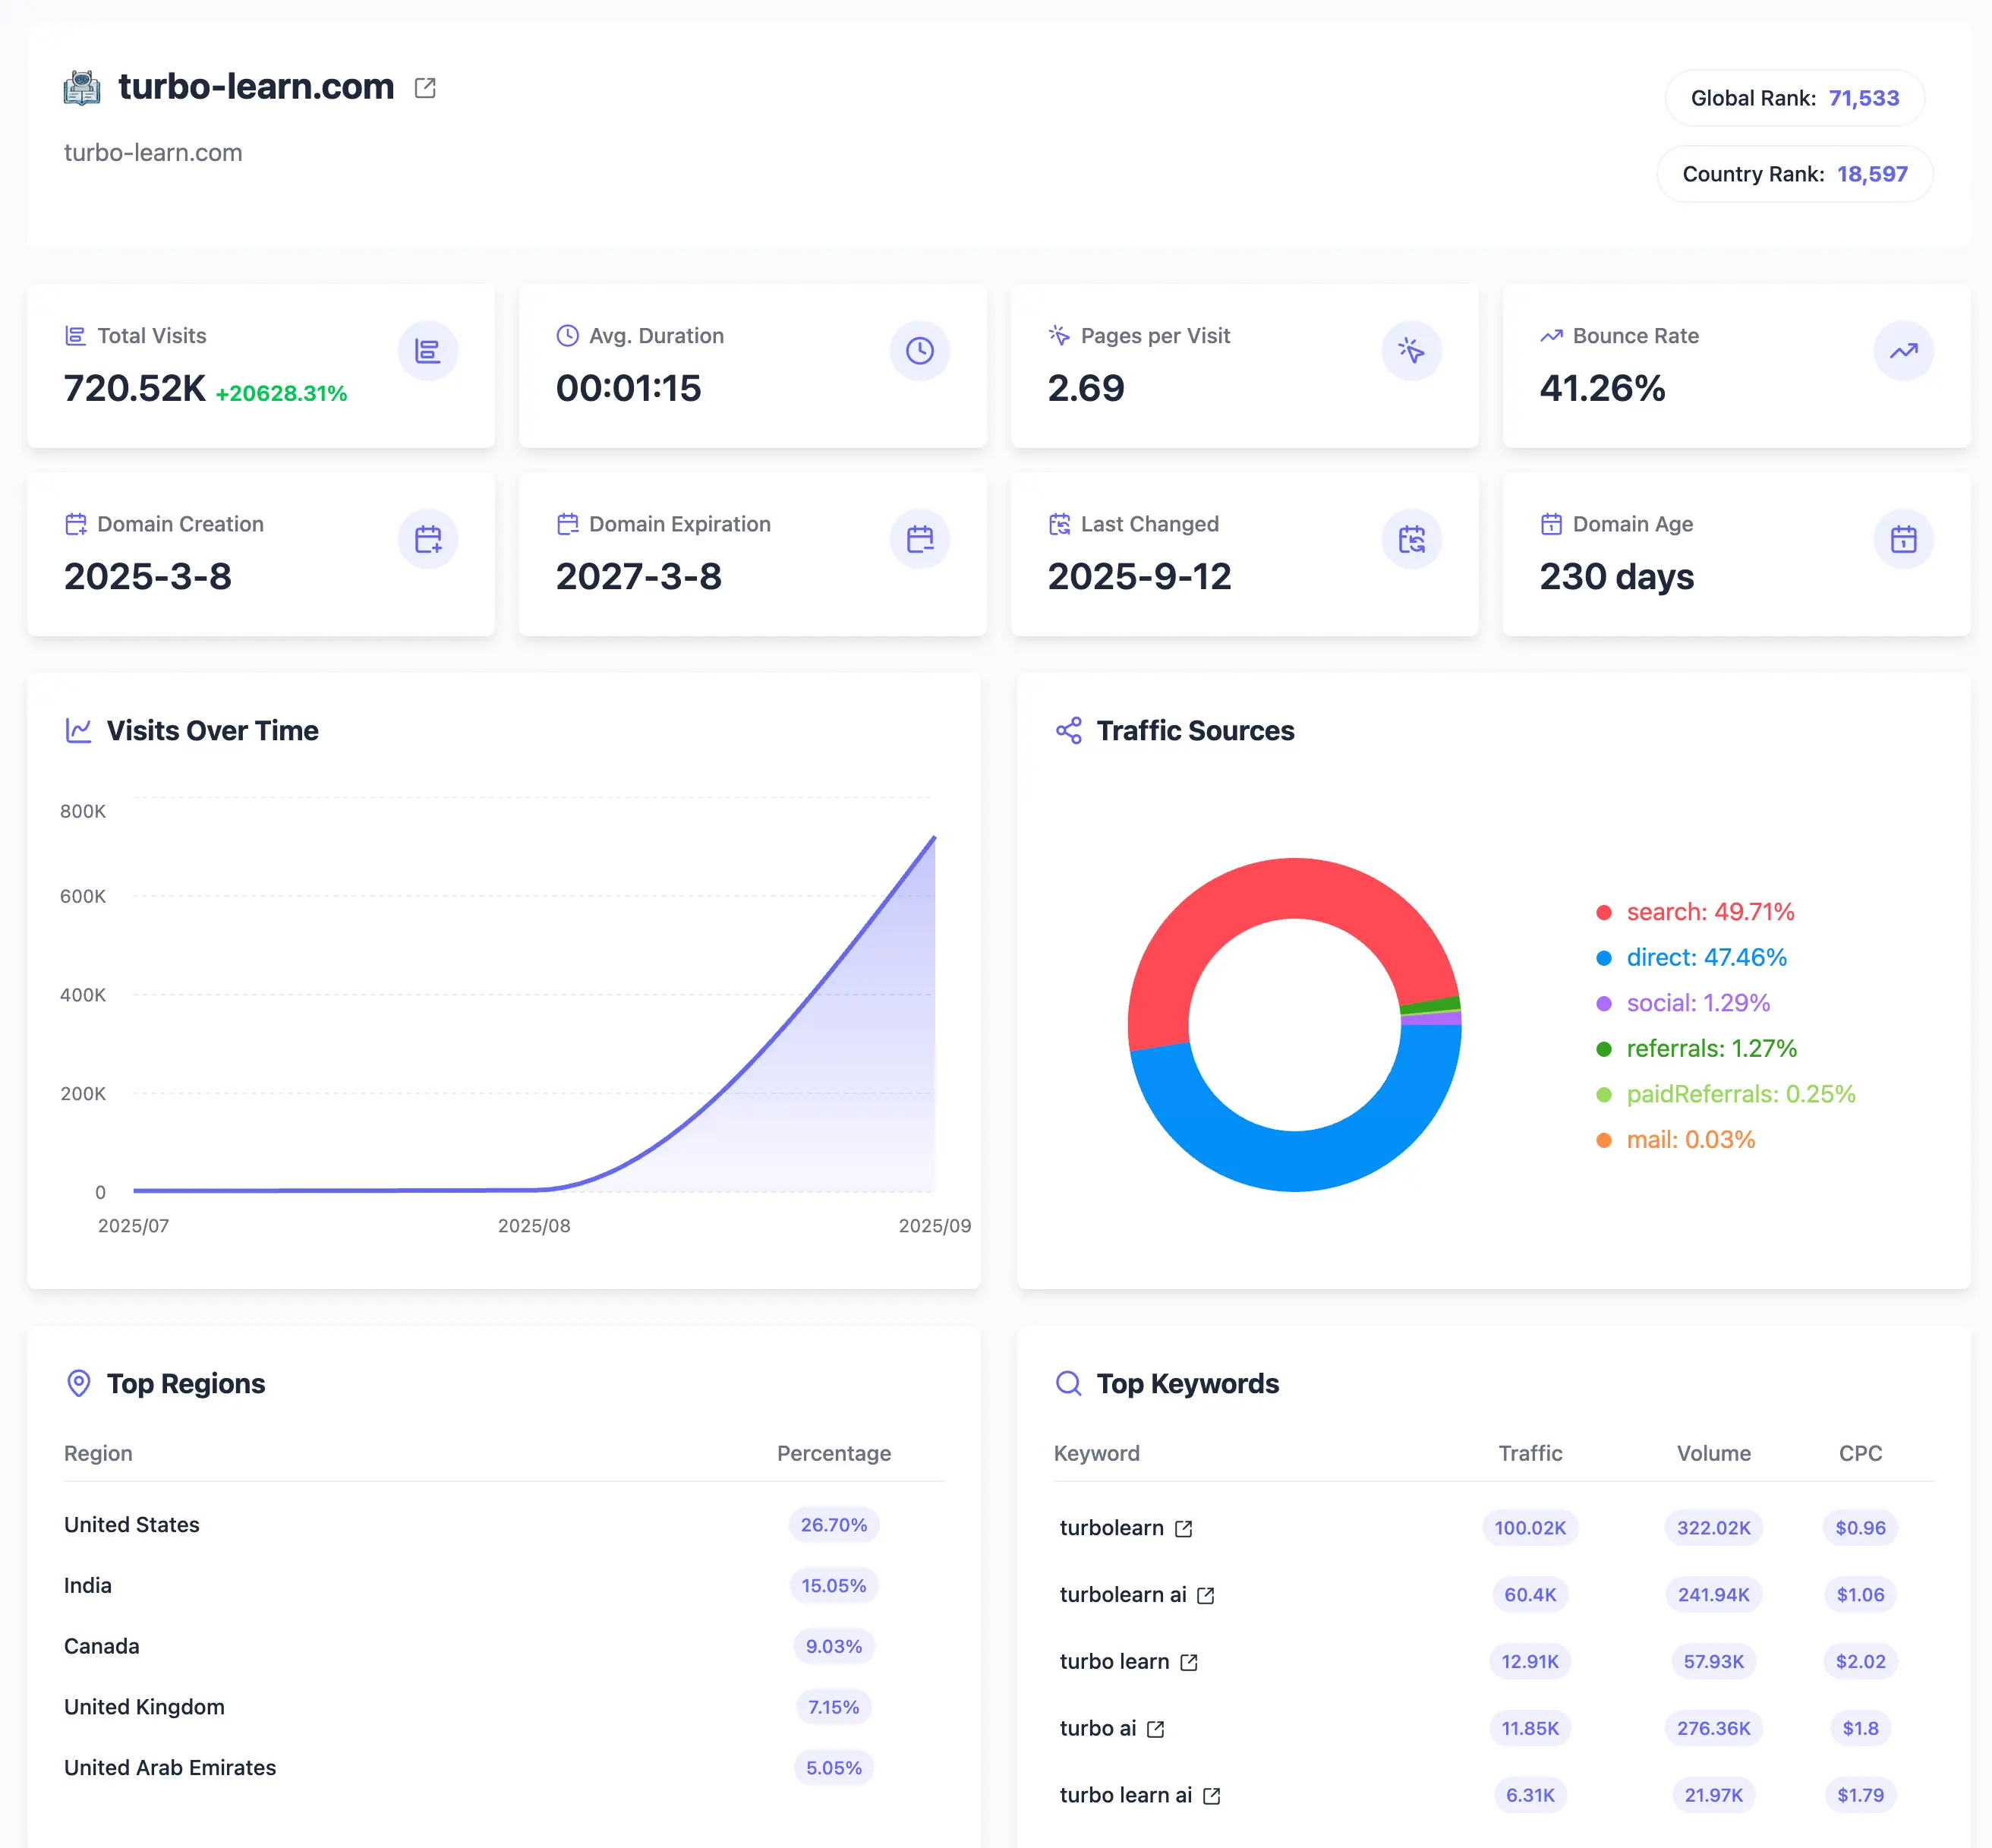 turbo-learn.com
turbo-learn.com
Global Rank: 71,533
Country Rank: 18,597
Total Visits
720.52K +20628.31%
Avg. Duration
00:01:15
Pages per Visit
2.69
Bounce Rate
41.26%
Domain Creation
2025-3-8
Domain Expiration
2027-3-8
Last Changed
2025-9-12
Domain Age
230 days
Visits Over Time
800K
600K
400K
200K
0
2025/07 2025/08 2025/09
Traffic Sources
search: 49.71%
direct: 47.46%
social: 1.29%
referrals: 1.27%
paidReferrals: 0.25%
mail: 0.03%
Top Regions
Region Percentage
United States 26.70%
India 15.05%
Canada 9.03%
United Kingdom 7.15%
United Arab Emirates 5.05%
Top Keywords
Keyword Traffic Volume CPC
turbolearn 100.02K 322.02K $0.96
turbolearn ai 60.4K 241.94K $1.06
turbo learn 12.91K 57.93K $2.02
turbo ai 11.85K 276.36K $1.8
turbo learn ai 6.31K 21.97K $1.79